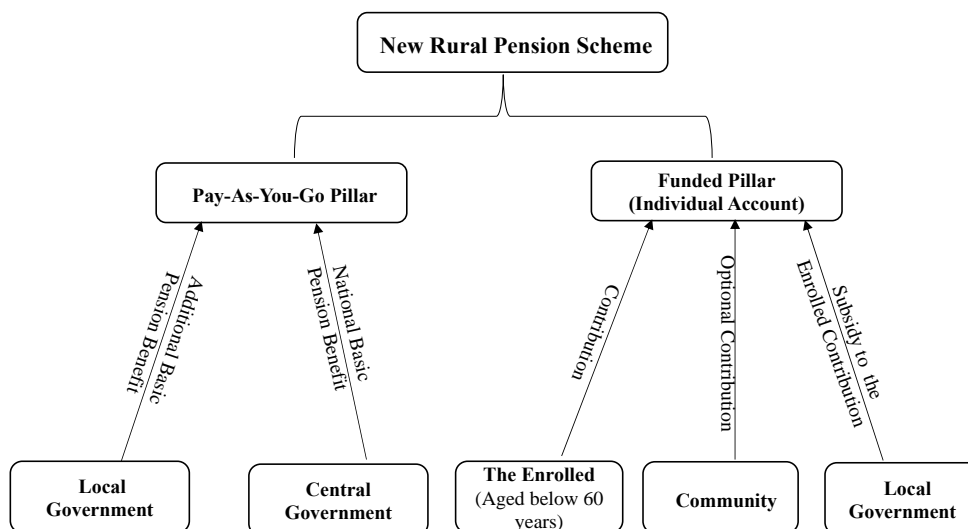 New Rural Pension Scheme
Pay-As-You-Go Pillar
Funded Pillar
(Individual Account)
Additional Basic
Pension Benefit
National Basic
Pension Benefit
Contribution
Optional Contribution
Subsidy to the
Enrolled Contribution
Local
Government
Central
Government
The Enrolled
(Aged below 60
years)
Community
Local
Government